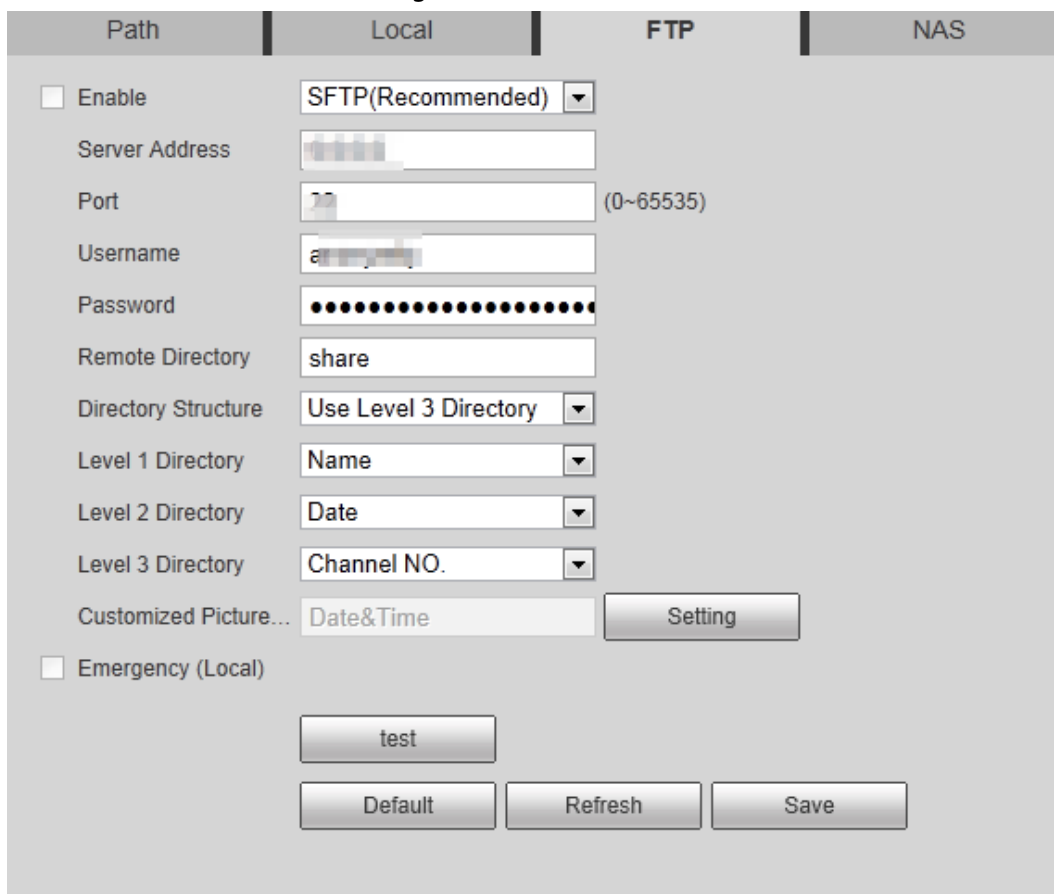 Path Local FTP NAS
Enable SFTP(Recommended)
Server Address
Port (0~65535)
Username
Password
Remote Directory share
Directory Structure Use Level 3 Directory
Level 1 Directory Name
Level 2 Directory Date
Level 3 Directory Channel NO.
Customized Picture... Date&Time Setting
Emergency (Local)
test
Default Refresh Save